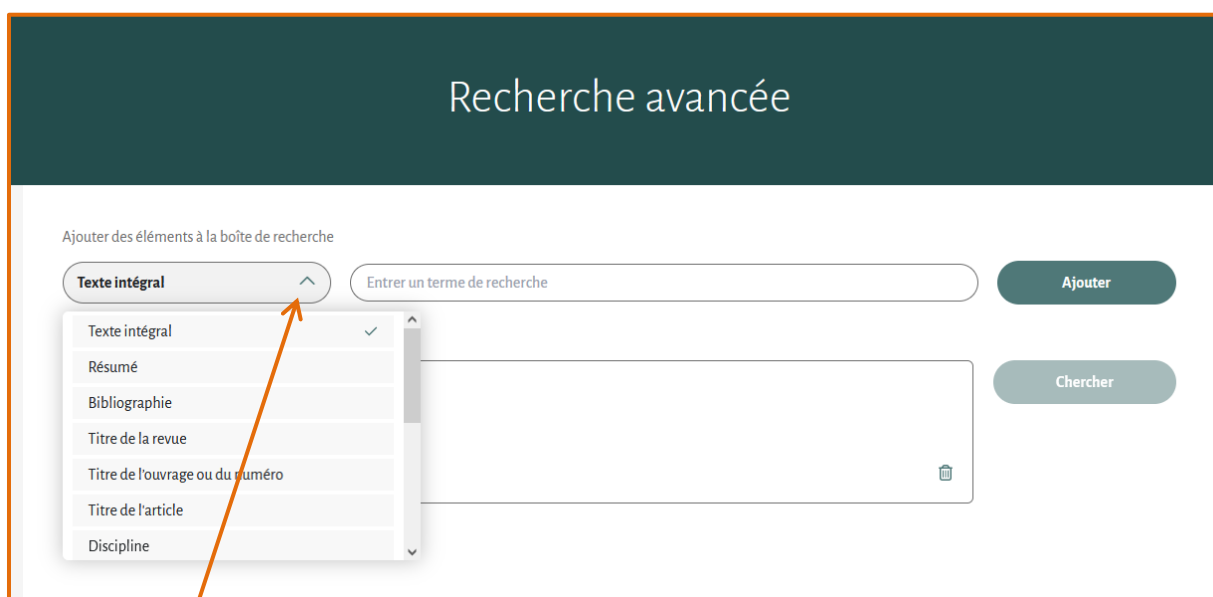 Recherche avancée
Ajouter des éléments à la boîte de recherche
Texte intégral
Entrer un terme de recherche
Ajouter
Texte intégral
Résumé
Chercher
Bibliographie
Titre de la revue
Titre de l'ouvrage ou du numéro
Titre de l'article
Discipline